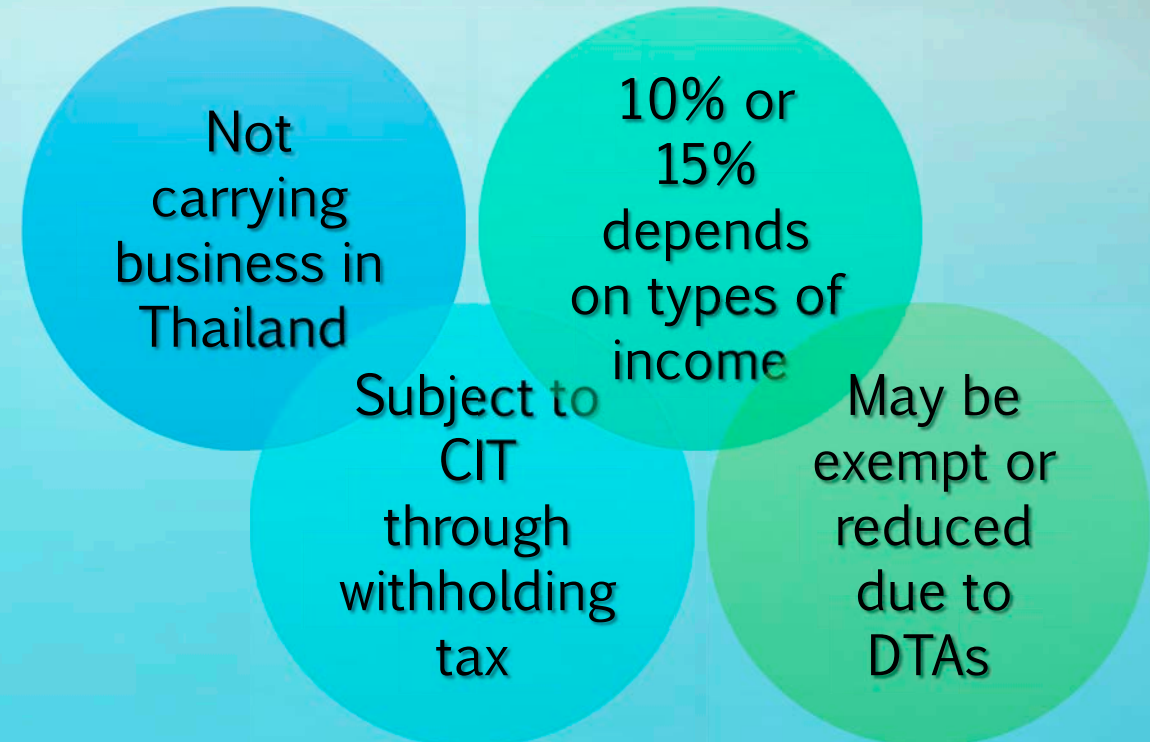 Not
carrying
business in
Thailand
Subject to
CIT
through
withholding
tax
10% or
15%
depends
on types of
income
May be
exempt or
reduced
due to
DTAs